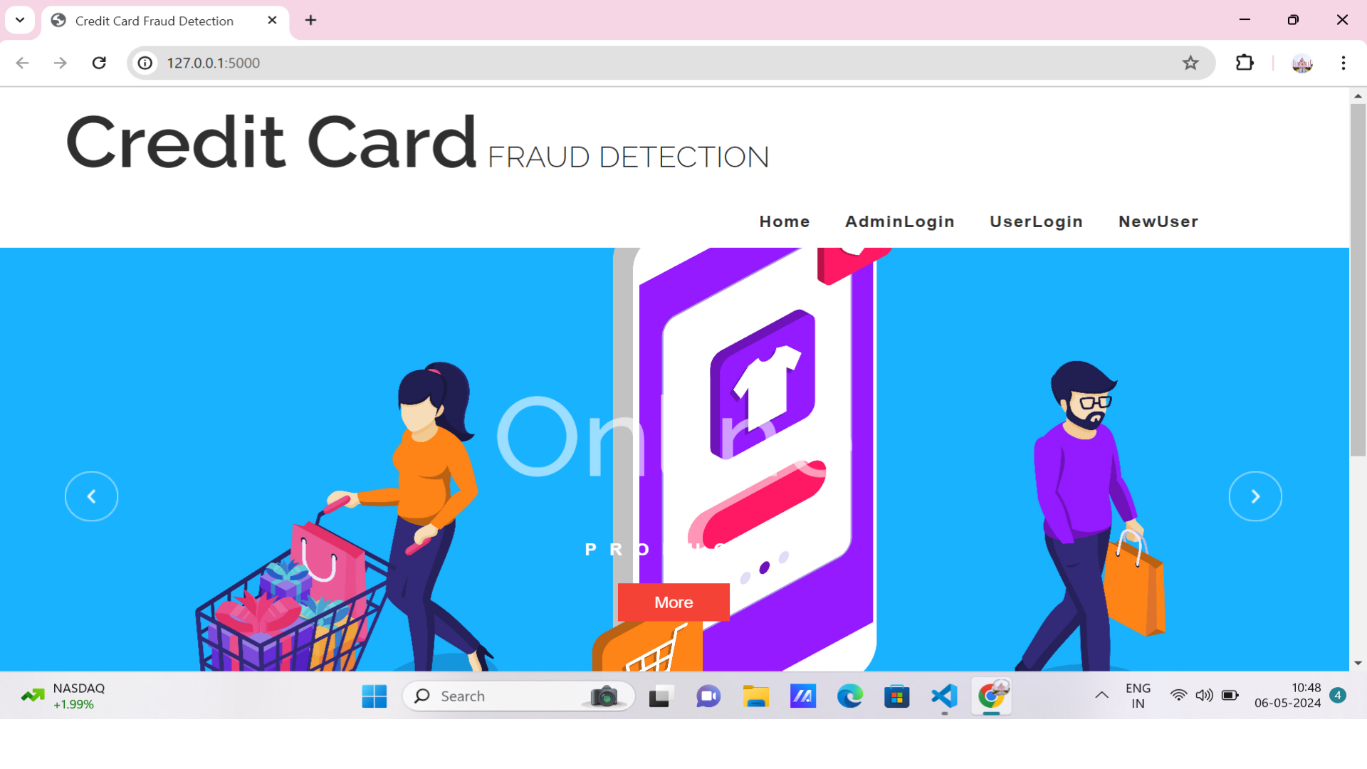 Credit Card Fraud Detection
127.0.0.1:5000
Credit Card FRAUD DETECTION
Home AdminLogin UserLogin NewUser
More
NASDAQ
+1.99%
Search
ENG
IN
10:48
06-05-2024
4